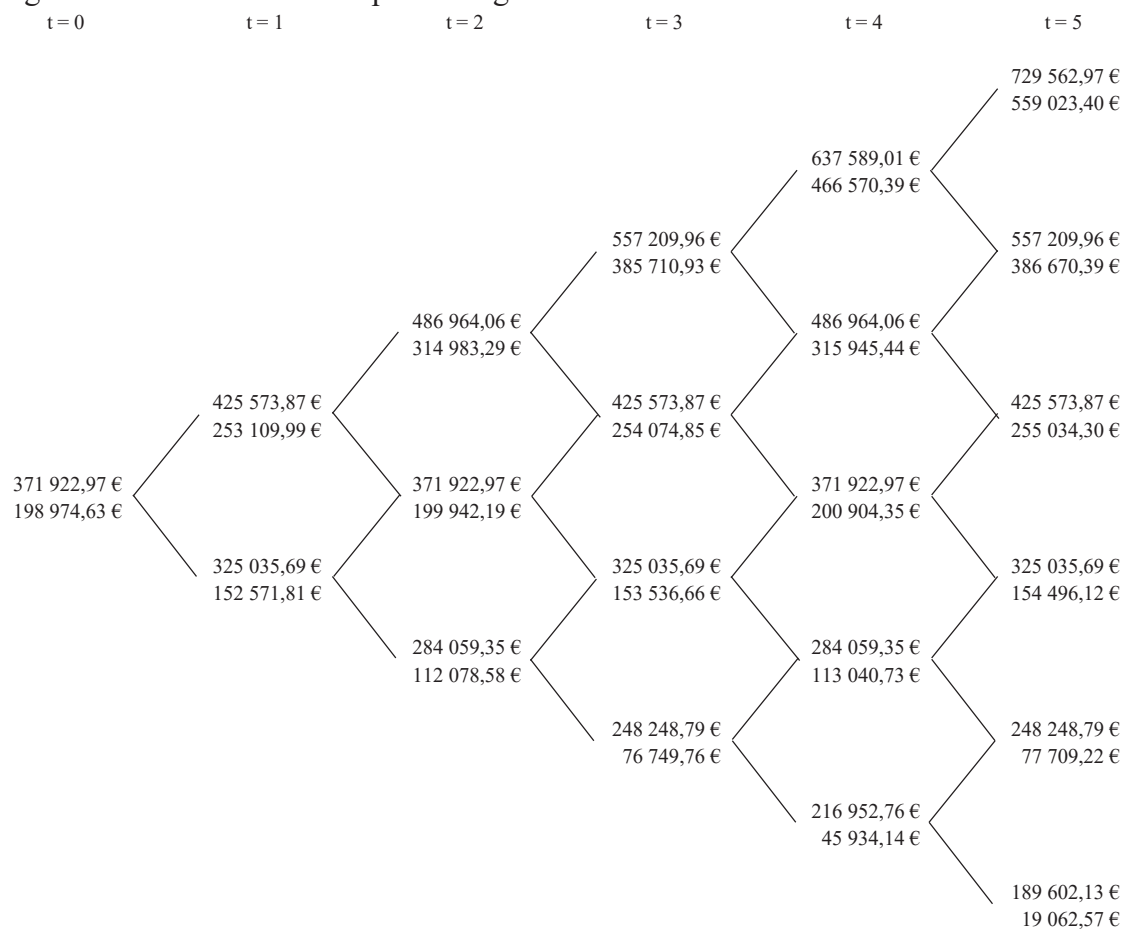 t = 0 t = 1 t = 2 t = 3 t = 4 t = 5
729 562,97 €
559 023,40 €
637 589,01 €
466 570,39 €
557 209,96 € 557 209,96 €
385 710,93 € 386 670,39 €
486 964,06 € 486 964,06 €
314 983,29 € 315 945,44 €
425 573,87 € 425 573,87 € 425 573,87 €
253 109,99 € 254 074,85 € 255 034,30 €
371 922,97 € 371 922,97 € 371 922,97 €
198 974,63 € 199 942,19 € 200 904,35 €
325 035,69 € 325 035,69 € 325 035,69 €
152 571,81 € 153 536,66 € 154 496,12 €
284 059,35 € 284 059,35 €
112 078,58 € 113 040,73 €
248 248,79 € 248 248,79 €
76 749,76 € 77 709,22 €
216 952,76 €
45 934,14 €
189 602,13 €
19 062,57 €